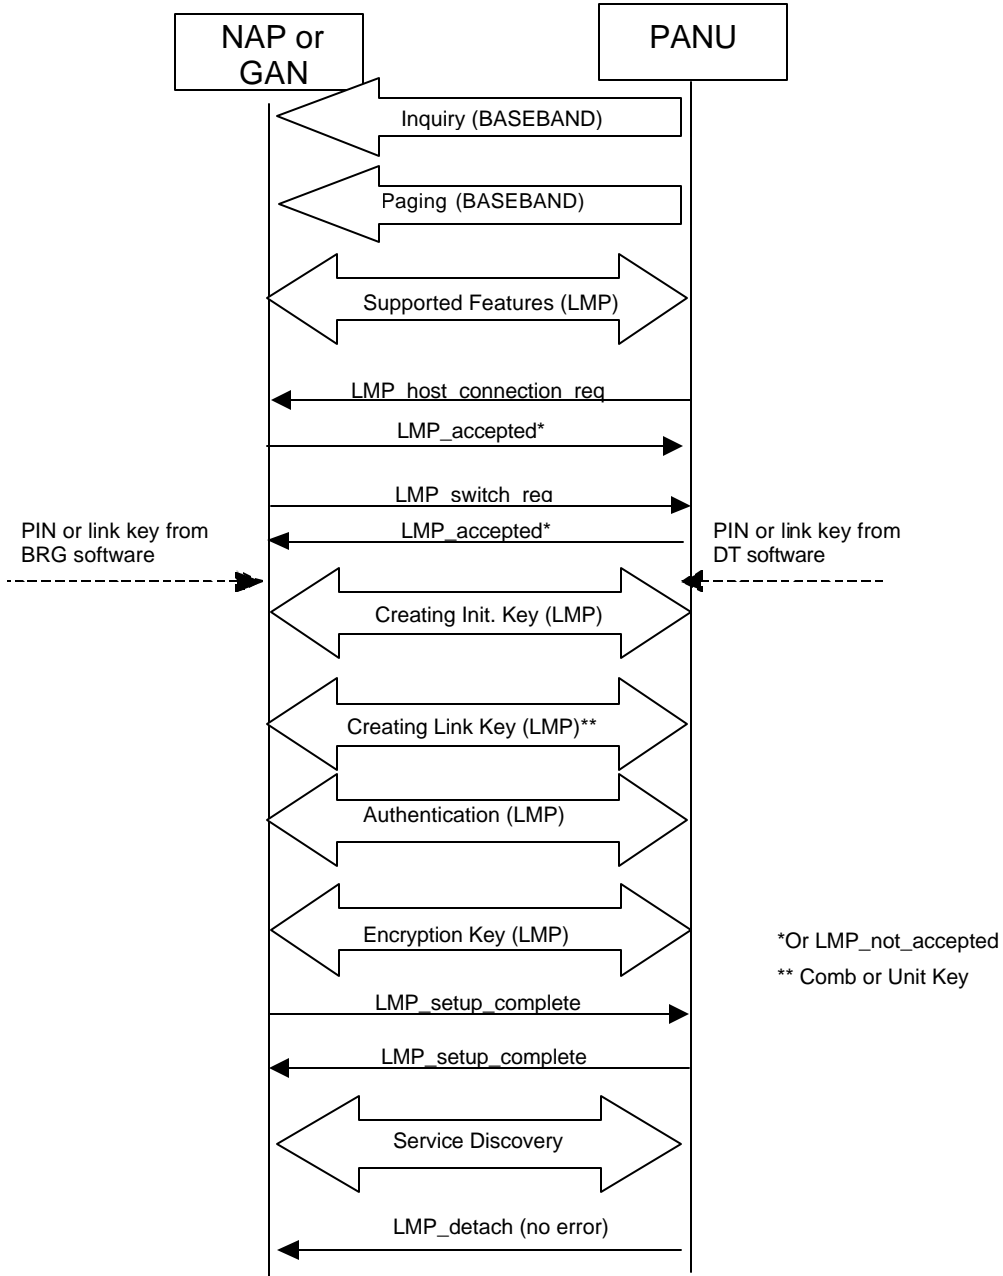 NAP or
GAN
PANU
Inquiry (BASEBAND)
Paging (BASEBAND)
Supported Features (LMP)
LMP_host_connection_req
LMP_accepted*
LMP_switch_req
LMP_accepted*
PIN or link key from
BRG software
PIN or link key from
DT software
Creating Init. Key (LMP)
Creating Link Key (LMP)**
Authentication (LMP)
Encryption Key (LMP)
*Or LMP_not_accepted
** Comb or Unit Key
LMP_setup_complete
LMP_setup_complete
Service Discovery
LMP_detach (no error)